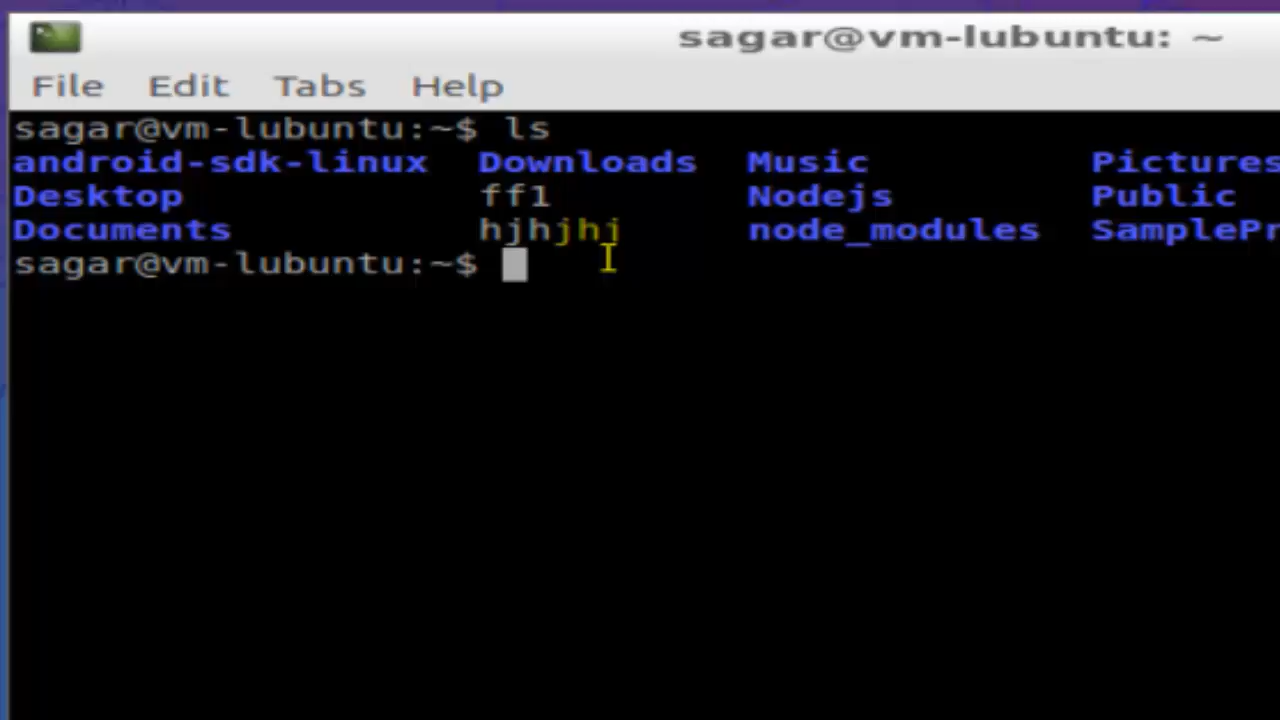 sagar@vm-lubuntu: ~
File Edit Tabs Help
sagar@vm-lubuntu:~$ ls
android-sdk-linux Downloads Music Pictures
Desktop ff1 Nodejs Public
Documents hjhjhj node_modules SamplePr
sagar@vm-lubuntu:~$